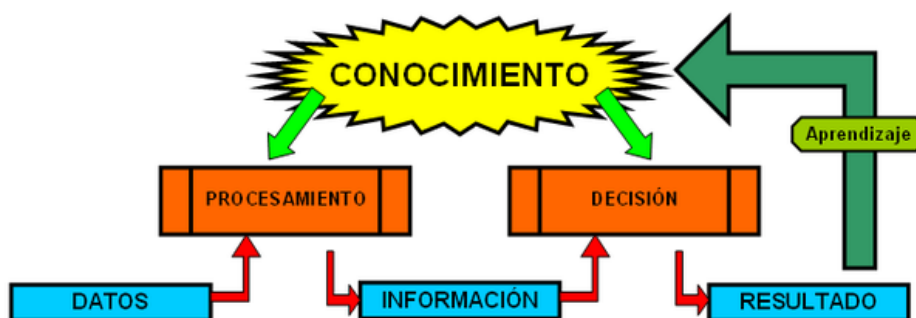 CONOCIMIENTO
Aprendizaje
PROCESAMIENTO
DECISIÓN
DATOS
INFORMACIÓN
RESULTADO